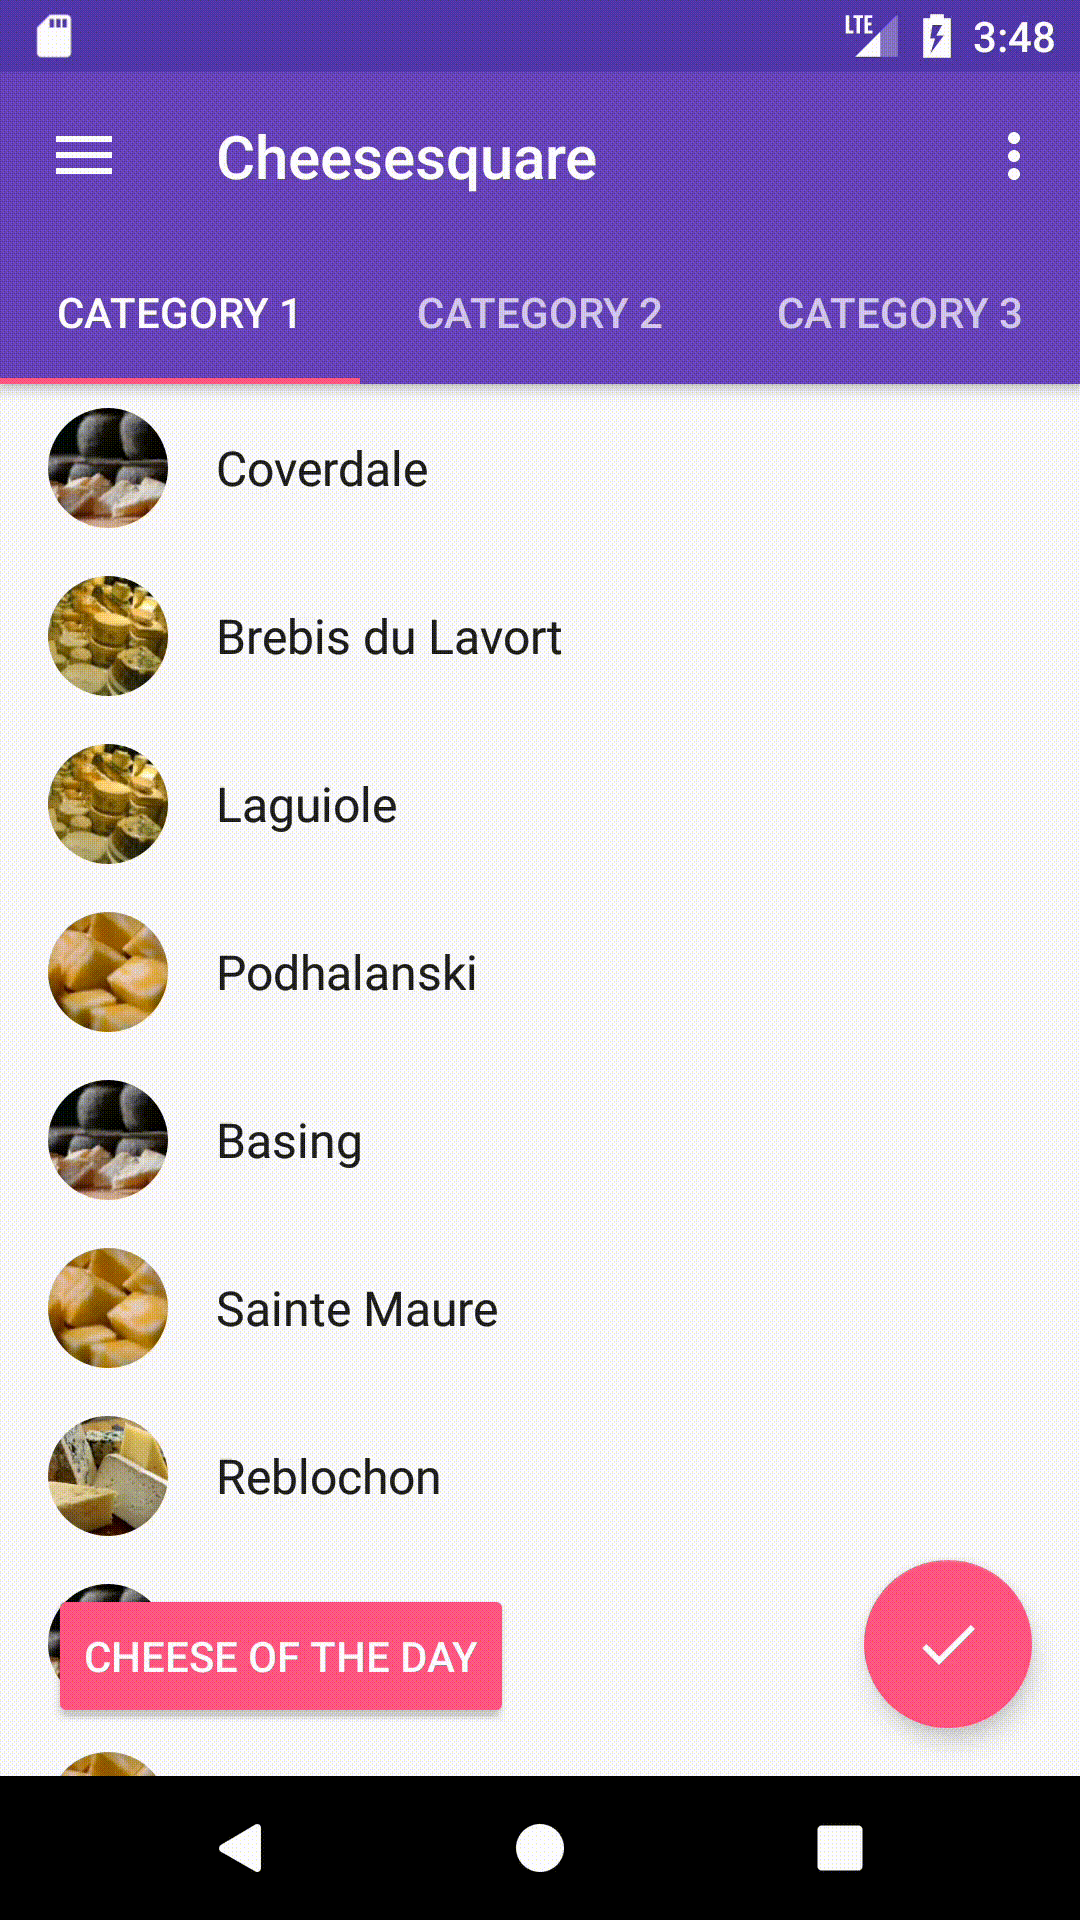 LTE 3:48
Cheesesquare
CATEGORY 1 CATEGORY 2 CATEGORY 3
Coverdale
Brebis du Lavort
Laguiole
Podhalanski
Basing
Sainte Maure
Reblochon
CHEESE OF THE DAY